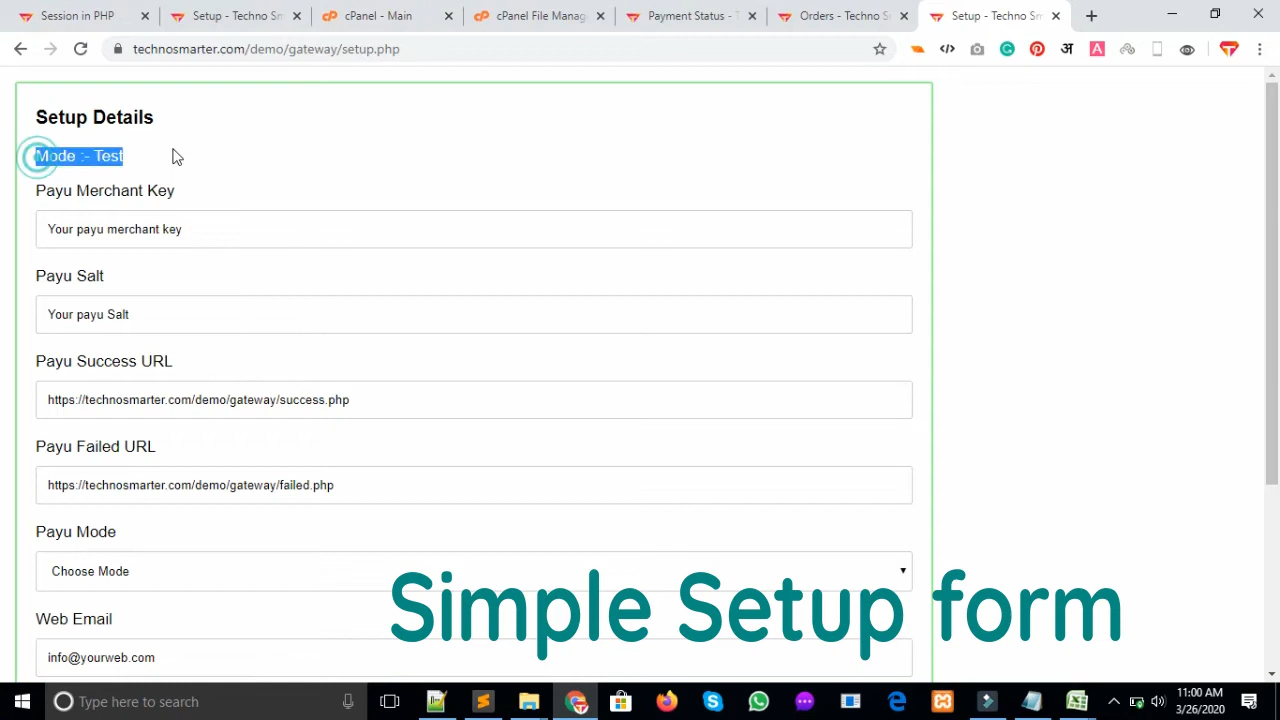 Session in PHP
Setup - Techno Sm
cPanel - Main
cPanel File Manag
Payment Status - T
Orders - Techno S
Setup - Techno Sm
technosmarter.com/demo/gateway/setup.php
Setup Details
Mode :- Test
Payu Merchant Key
Your payu merchant key
Payu Salt
Your payu Salt
Payu Success URL
https://technosmarter.com/demo/gateway/success.php
Payu Failed URL
https://technosmarter.com/demo/gateway/failed.php
Payu Mode
Choose Mode
Simple Setup form
Web Email
info@yourweb.com
Type here to search
11:00 AM
3/26/2020